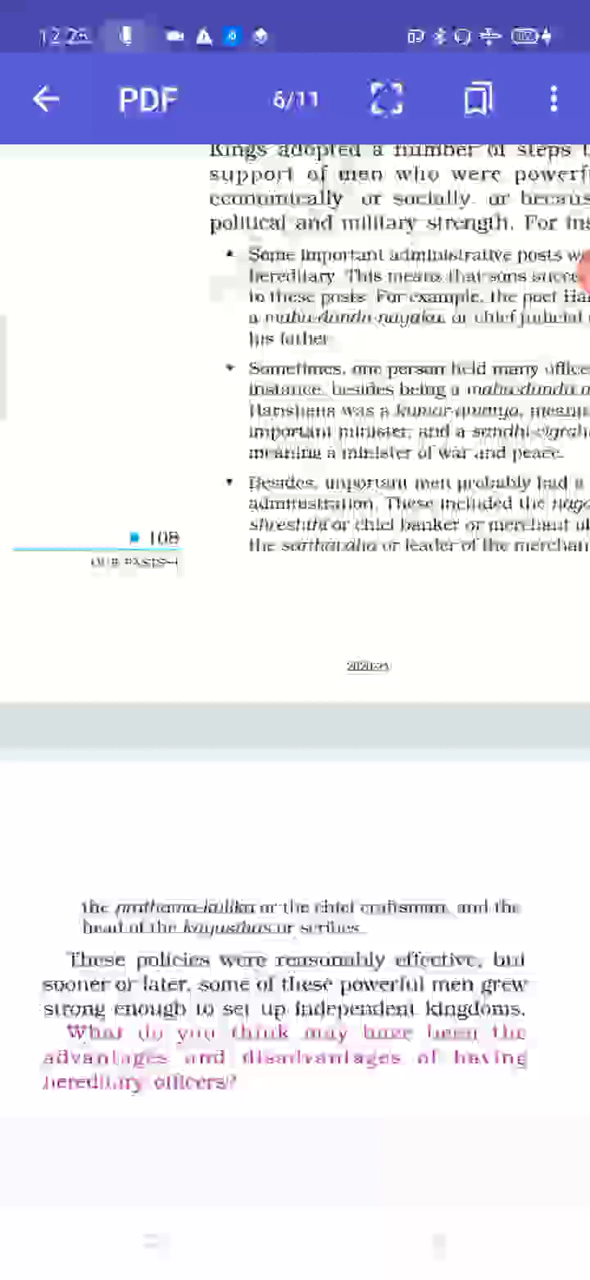 12:25
PDF
6/11
Kings adopted a number of steps
support of men who were powerf
economically or socially or becaus
political and military strength. For ins
• Some important administrative posts we
hereditary. This means that sons succe
to these posts. For example, the poet Ha
a maha-danda-nayaka, or chief judicial
his father.
• Sometimes, one person held many office
instance, besides being a maha-danda-n
Harishena was a kumar-amatya, meani
important minister, and a sandhi-vigrah
meaning a minister of war and peace.
• Besides, important men probably had a
administration. These included the naga
shreshthi or chief banker or merchant of
the sarthavaha or leader of the merchan
108
OUR PASTS–I
2020-21
the prathama-kulika or the chief craftsman, and the
head of the kayasthas or scribes.
These policies were reasonably effective, but
sooner or later, some of these powerful men grew
strong enough to set up independent kingdoms.
What do you think may have been the
advantages and disadvantages of having
hereditary officers?